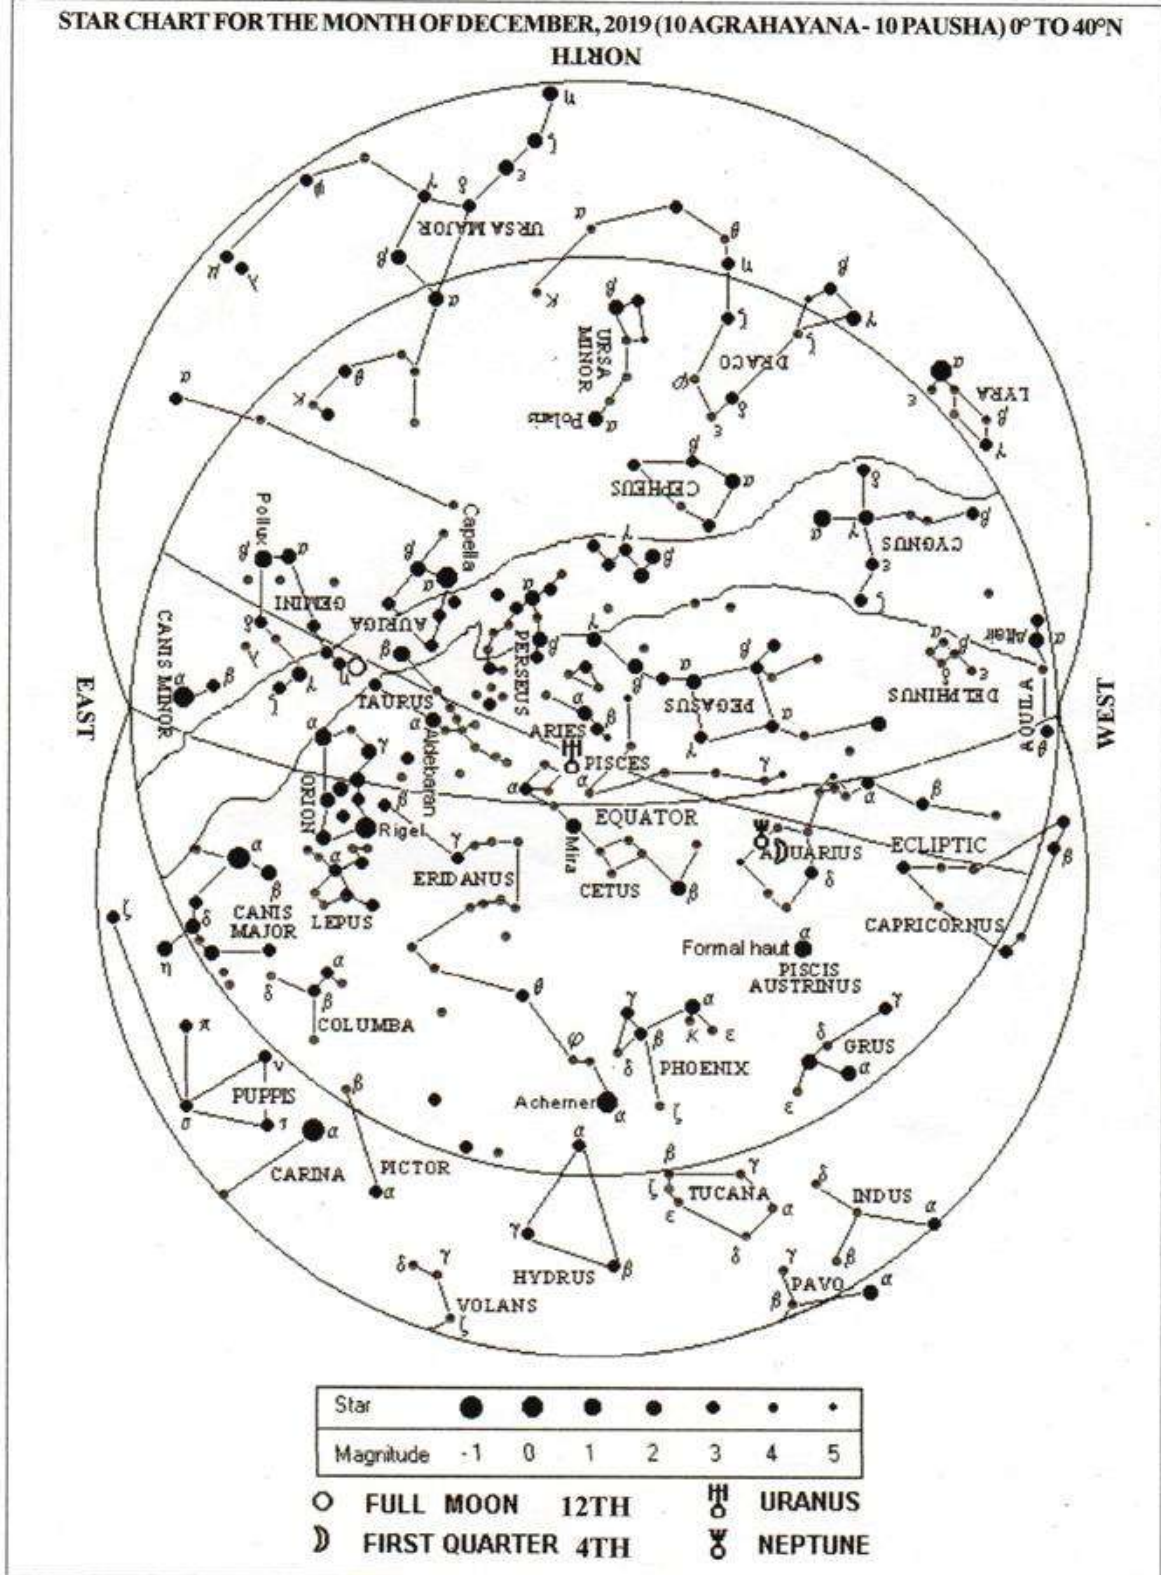 STAR CHART FOR THE MONTH OF DECEMBER, 2019 (10 AGRAHAYANA - 10 PAUSHA) 0° TO 40°N
NORTH
η
ζ
ε
δ
γ
φ
URSA MAJOR
β
α
μ
λ
α
θ
η
κ
β
URSA MINOR
ζ
DRACO
β
γ
ξ
φ
δ
ε
Polaris
α
α
LYRA
ε
β
γ
θ
κ
α
β
CEPHEUS
α
δ
CYGNUS
α
γ
β
ε
ζ
Pollux
β
α
GEMINI
δ
λ
ζ
γ
η
Capella
β
α
AURIGA
β
γ
β
α
PERSEUS
β
γ
α
β
PEGASUS
α
γ
α
β
DELPHINUS
δ
ε
Altair
α
AQUILA
θ
CANIS MINOR
α
β
EAST
WEST
TAURUS
α
Aldebaran
α
ARIES
β
PISCES
α
α
γ
α
β
ORION
α
γ
β
Rigel
EQUATOR
Mira
CETUS
β
AQUARIUS
δ
ECLIPTIC
β
CAPRICORNUS
γ
ERIDANUS
α
LEPUS
α
β
CANIS
MAJOR
δ
η
ζ
Formal haut
α
PISCIS
AUSTRINUS
δ
α
β
COLUMBA
θ
φ
γ
α
κ
ε
β
δ
PHOENIX
ζ
γ
δ
GRUS
α
ε
π
ν
PUPPIS
σ
τ
β
Acherner
α
α
CARINA
PICTOR
α
α
β
γ
ζ
TUCANA
ε
α
δ
δ
INDUS
α
β
γ
HYDRUS
β
δ
γ
VOLANS
ζ
γ
PAVO
α
β
Star
Magnitude -1 0 1 2 3 4 5
FULL MOON 12TH
URANUS
FIRST QUARTER 4TH
NEPTUNE